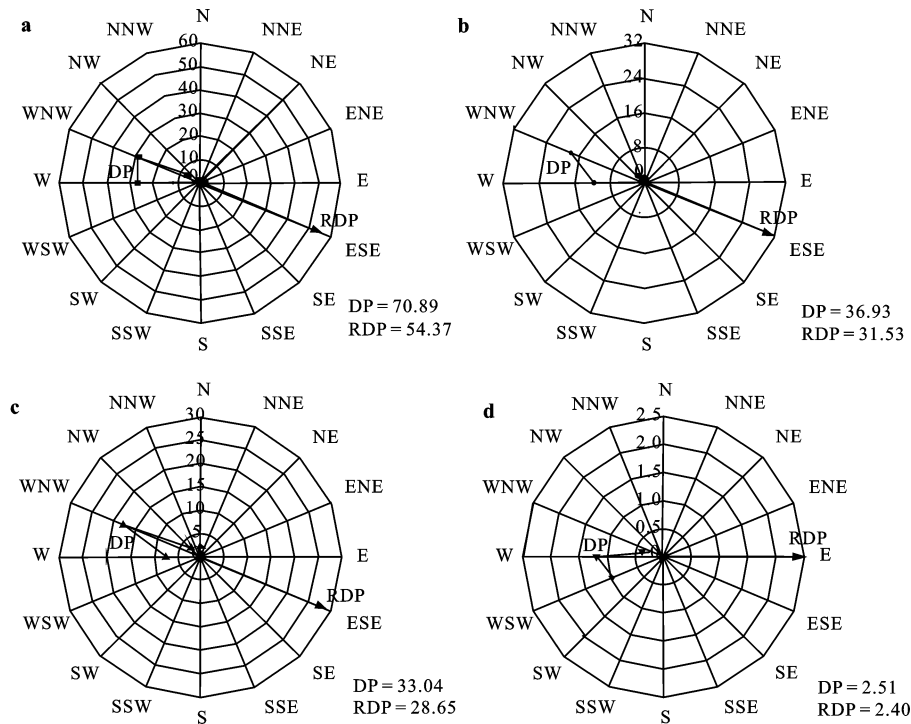 a
N
NNW
NNE
NW
NE
WNW
ENE
W
E
WSW
ESE
SW
SE
SSW
SSE
S
60
50
40
30
20
10
0
DP
RDP
DP = 70.89
RDP = 54.37
b
N
NNW
NNE
NW
NE
WNW
ENE
W
E
WSW
ESE
SW
SE
SSW
SSE
S
32
24
16
8
0
DP
RDP
DP = 36.93
RDP = 31.53
c
N
NNW
NNE
NW
NE
WNW
ENE
W
E
WSW
ESE
SW
SE
SSW
SSE
S
30
25
20
15
10
5
DP
RDP
DP = 33.04
RDP = 28.65
d
N
NNW
NNE
NW
NE
WNW
ENE
W
E
WSW
ESE
SW
SE
SSW
SSE
S
2.5
2.0
1.5
1.0
0.5
0
DP
RDP
DP = 2.51
RDP = 2.40